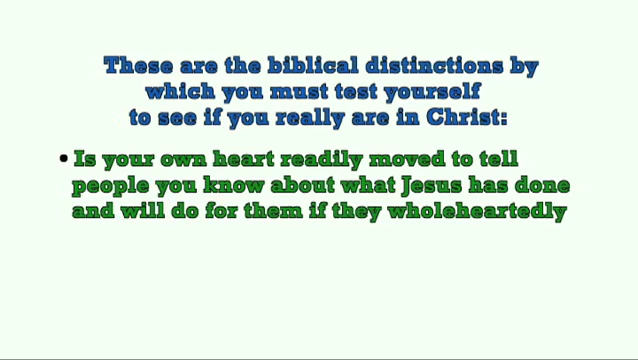 These are the biblical distinctions by
which you must test yourself
to see if you really are in Christ:
• Is your own heart readily moved to tell
people you know about what Jesus has done
and will do for them if they wholeheartedly